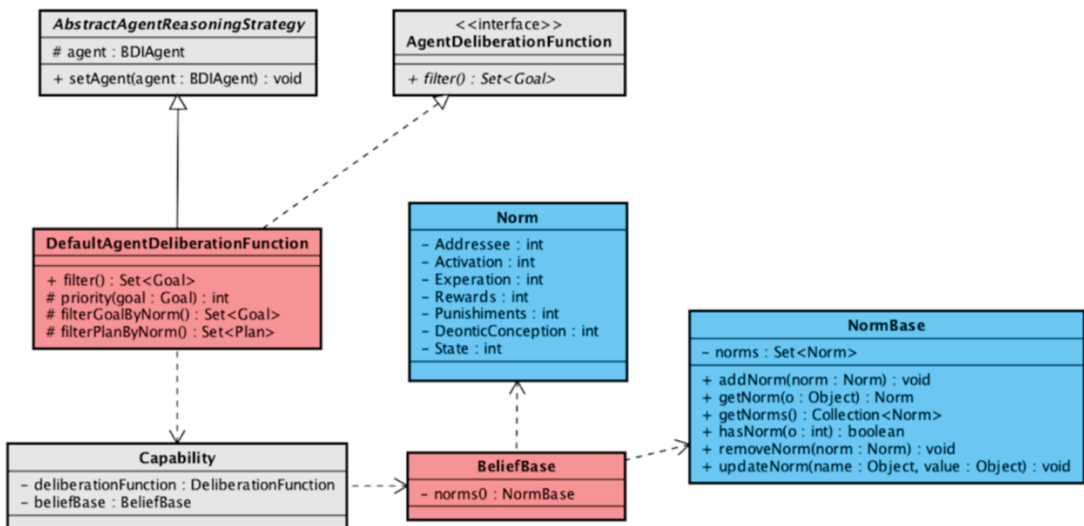 AbstractAgentReasoningStrategy
# agent : BDIAgent
+ setAgent(agent : BDIAgent) : void
<<interface>>
AgentDeliberationFunction
+ filter() : Set<Goal>
DefaultAgentDeliberationFunction
+ filter() : Set<Goal>
# priority(goal : Goal) : int
# filterGoalByNorm() : Set<Goal>
# filterPlanByNorm() : Set<Plan>
Norm
- Addressee : int
- Activation : int
- Experation : int
- Rewards : int
- Punishiments : int
- DeonticConception : int
- State : int
NormBase
- norms : Set<Norm>
+ addNorm(norm : Norm) : void
+ getNorm(o : Object) : Norm
+ getNorms() : Collection<Norm>
+ hasNorm(o : int) : boolean
+ removeNorm(norm : Norm) : void
+ updateNorm(name : Object, value : Object) : void
Capability
- deliberationFunction : DeliberationFunction
- beliefBase : BeliefBase
BeliefBase
- norms0 : NormBase